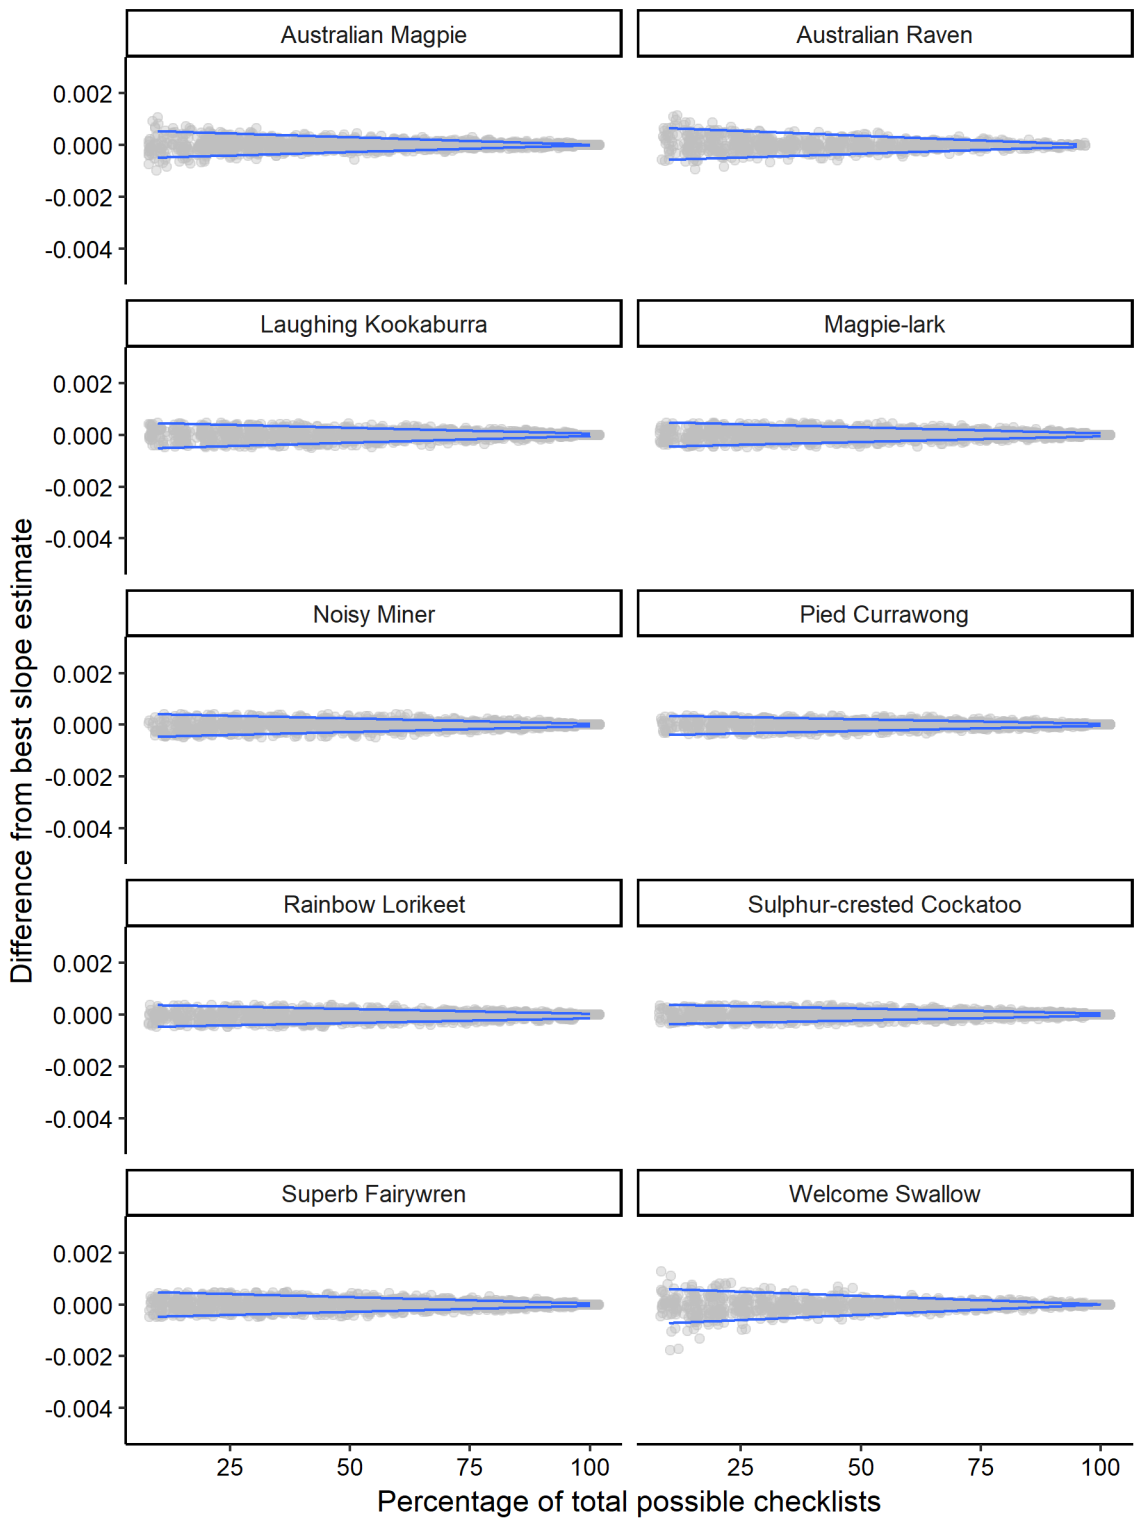 Australian Magpie
Australian Raven
0.002
0.000
-0.002
-0.004
Laughing Kookaburra
Magpie-lark
0.002
0.000
-0.002
-0.004
Noisy Miner
Pied Currawong
0.002
0.000
-0.002
-0.004
Rainbow Lorikeet
Sulphur-crested Cockatoo
0.002
0.000
-0.002
-0.004
Superb Fairywren
Welcome Swallow
0.002
0.000
-0.002
-0.004
25 50 75 100
25 50 75 100
Percentage of total possible checklists
Difference from best slope estimate